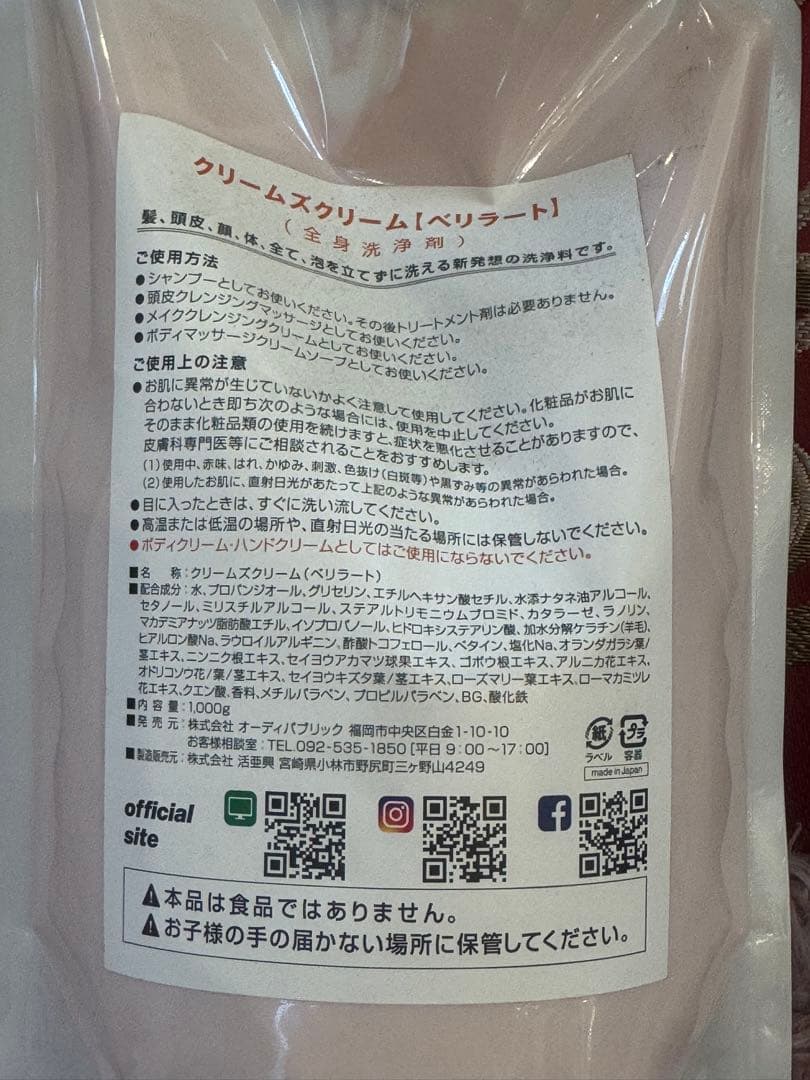 クリームズクリーム【ベリラート】
（全身洗浄剤）
髪、頭皮、顔、体、全て、泡を立てずに洗える新発想の洗浄料です。
ご使用方法
●シャンプーとしてお使いください。その後トリートメント剤は必要ありません。
●頭皮クレンジングマッサージとしてお使いください。
●メイククレンジングクリームとしてお使いください。
●ボディマッサージクリームソープとしてお使いください。
ご使用上の注意
●お肌に異常が生じていないかよく注意して使用してください。化粧品がお肌に
合わないとき即ち次のような場合には、使用を中止してください。
そのまま化粧品類の使用を続けますと、症状を悪化させることがありますので、
皮膚科専門医等にご相談されることをおすすめします。
(1)使用中、赤味、はれ、かゆみ、刺激、色抜け(白斑等)や黒ずみ等の異常があらわれた場合。
(2)使用したお肌に、直射日光があたって上記のような異常があらわれた場合。
●目に入ったときは、すぐに洗い流してください。
●高温または低温の場所や、直射日光の当たる場所には保管しないでください。
●ボディクリーム・ハンドクリームとしてはご使用にならないでください。
■名　称：クリームズクリーム(ベリラート)
■配合成分：水、プロパンジオール、グリセリン、エチルヘキサン酸セチル、水添ナタネ油アルコール、
セタノール、ミリスチルアルコール、ステアルトリモニウムブロミド、カタラーゼ、ラノリン、
マカデミアナッツ脂肪酸エチル、イソプロパノール、ヒドロキシステアリン酸、加水分解ケラチン(羊毛)、
ヒアルロン酸Na、ラウロイルアルギニン、酢酸トコフェロール、ベタイン、塩化Na、オランダガラシ葉/
茎エキス、ニンニク根エキス、セイヨウアカマツ球果エキス、ゴボウ根エキス、アルニカ花エキス、
オドリコソウ花/葉/茎エキス、セイヨウキズタ葉/茎エキス、ローズマリー葉エキス、ローマカミツレ
花エキス、クエン酸、香料、メチルパラベン、プロピルパラベン、BG、酸化鉄
■内容量：1,000g
■発売元：株式会社 オーディパブリック 福岡市中央区白金1-10-10
お客様相談室：TEL.092-535-1850 [平日 9：00～17：00]
■製造販売元：株式会社 活亜興 宮崎県小林市野尻町三ヶ野山4249
紙 プラ
ラベル 容器
made in Japan
official
site
本品は食品ではありません。
お子様の手の届かない場所に保管してください。